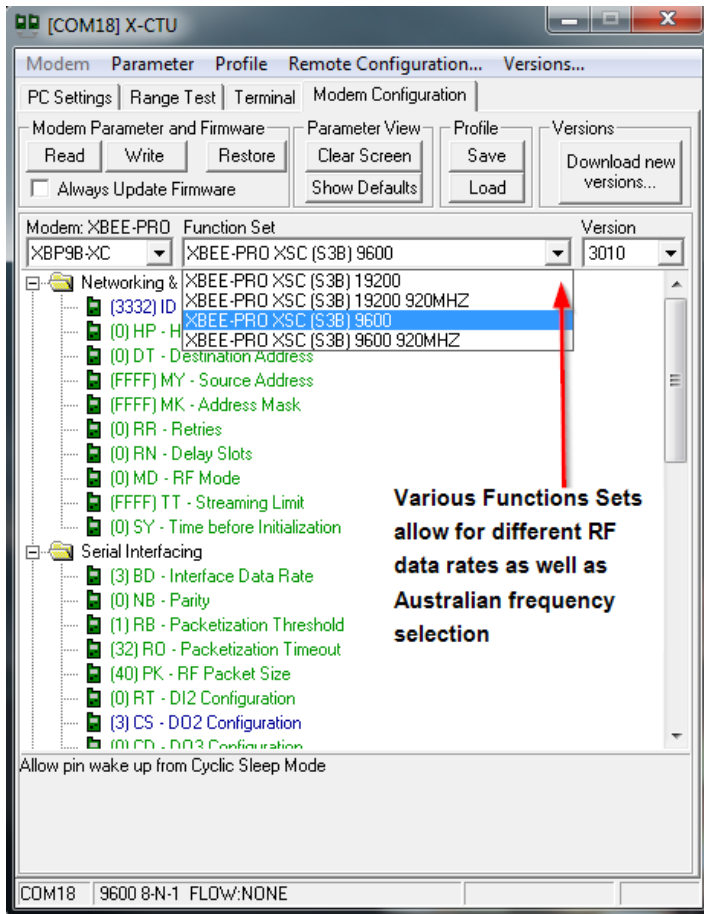 [COM18] X-CTU
Modem Parameter Profile Remote Configuration... Versions...
PC Settings Range Test Terminal Modem Configuration
Modem Parameter and Firmware Parameter View Profile Versions
Read Write Restore Clear Screen Save Download new versions...
Always Update Firmware Show Defaults Load
Modem: XBEE-PRO Function Set Version
XBP9B-XC XBEE-PRO XSC (S3B) 9600 3010
XBEE-PRO XSC (S3B) 19200
XBEE-PRO XSC (S3B) 19200 920MHZ
XBEE-PRO XSC (S3B) 9600
XBEE-PRO XSC (S3B) 9600 920MHZ
Networking &
(3332) ID
(0) HP - H
(0) DT - Destination Address
(FFFF) MY - Source Address
(FFFF) MK - Address Mask
(0) RR - Retries
(0) RN - Delay Slots
(0) MD - RF Mode
(FFFF) TT - Streaming Limit
(0) SY - Time before Initialization
Serial Interfacing
(3) BD - Interface Data Rate
(0) NB - Parity
(1) RB - Packetization Threshold
(32) RO - Packetization Timeout
(40) PK - RF Packet Size
(0) RT - DI2 Configuration
(3) CS - DO2 Configuration
(0) CD - DO3 Configuration
Various Functions Sets
allow for different RF
data rates as well as
Australian frequency
selection
Allow pin wake up from Cyclic Sleep Mode
COM18 9600 8-N-1 FLOW:NONE